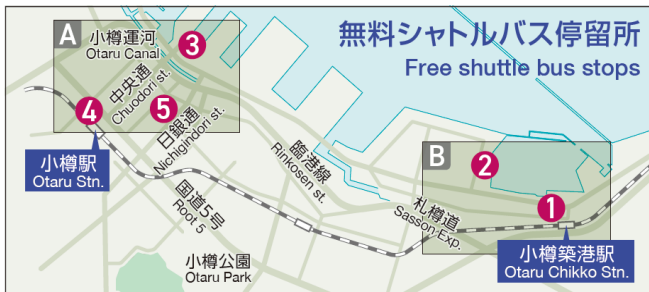 無料シャトルバス停留所
Free shuttle bus stops
A
小樽運河
Otaru Canal
3
中央通
Chuodori st.
4
5
日銀通
Nichigindori st.
小樽駅
Otaru Stn.
臨港線
Rinkosen st.
国道5号
Root 5
小樽公園
Otaru Park
B
2
1
札樽道
Sasson Exp.
小樽築港駅
Otaru Chikko Stn.